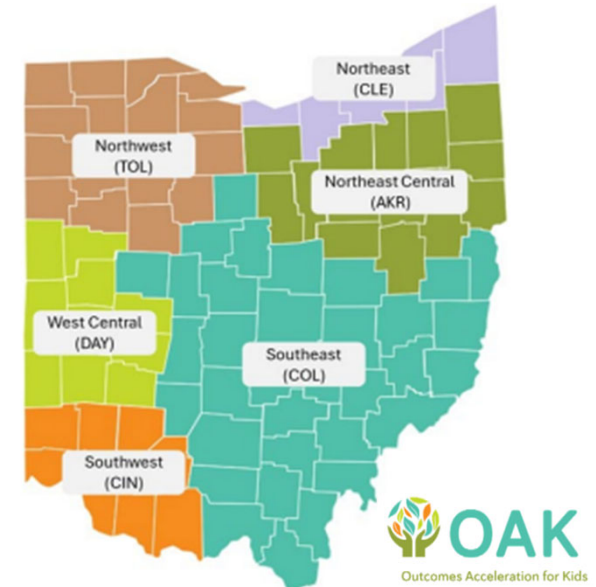 Northeast
(CLE)
Northwest
(TOL)
Northeast Central
(AKR)
West Central
(DAY)
Southeast
(COL)
Southwest
(CIN)
OAK
Outcomes Acceleration for Kids